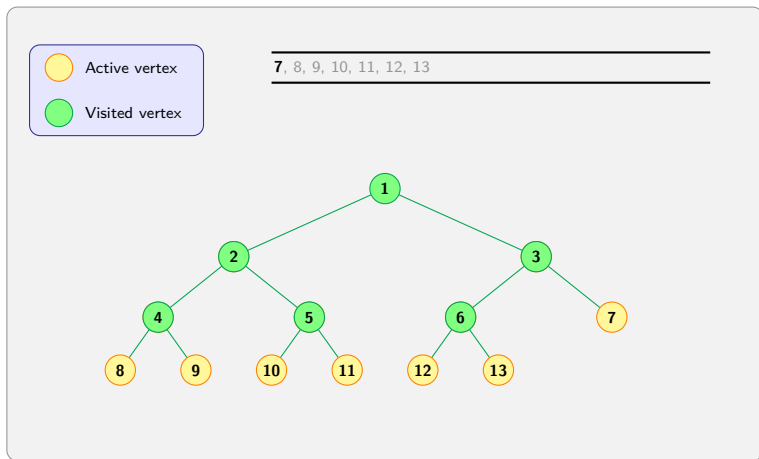 Active vertex
Visited vertex
7, 8, 9, 10, 11, 12, 13
1
2 3
4 5 6 7
8 9 10 11 12 13